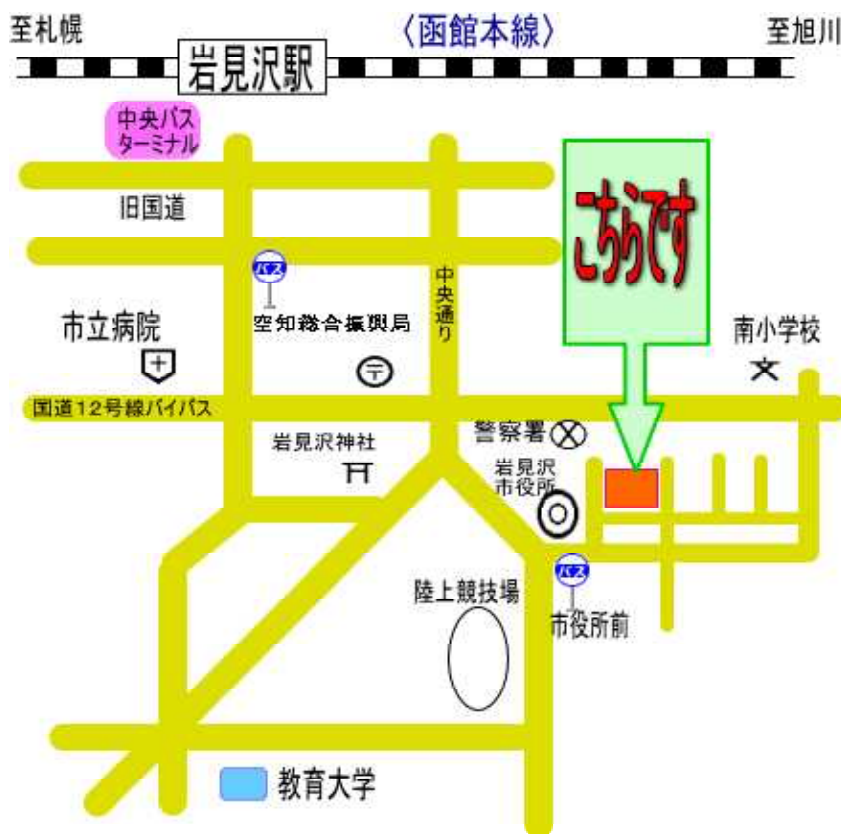 至札幌
〈函館本線〉
至旭川
岩見沢駅
中央バス
ターミナル
旧国道
こちらです
バス
中央通り
空知総合振興局
市立病院
南小学校
国道12号線バイパス
警察署
岩見沢神社
岩見沢
市役所
バス
陸上競技場
市役所前
教育大学